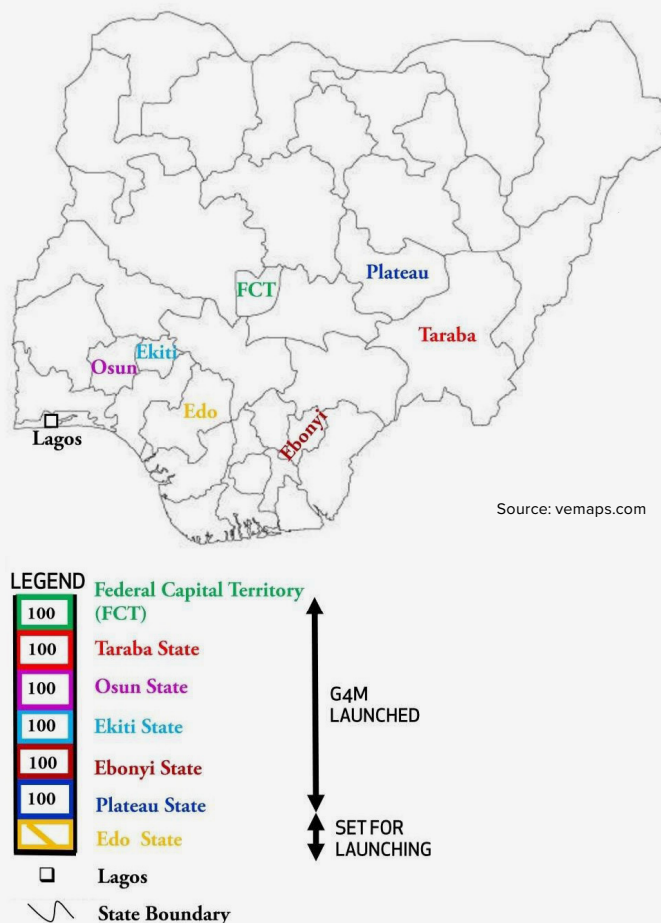 Plateau
FCT
Taraba
Ekiti
Osun
Edo
Ebonyi
Lagos
Source: vemaps.com
LEGEND
100
Federal Capital Territory
(FCT)
100
Taraba State
100
Osun State
100
Ekiti State
100
Ebonyi State
100
Plateau State
Edo State
G4M
LAUNCHED
SET FOR
LAUNCHING
Lagos
State Boundary